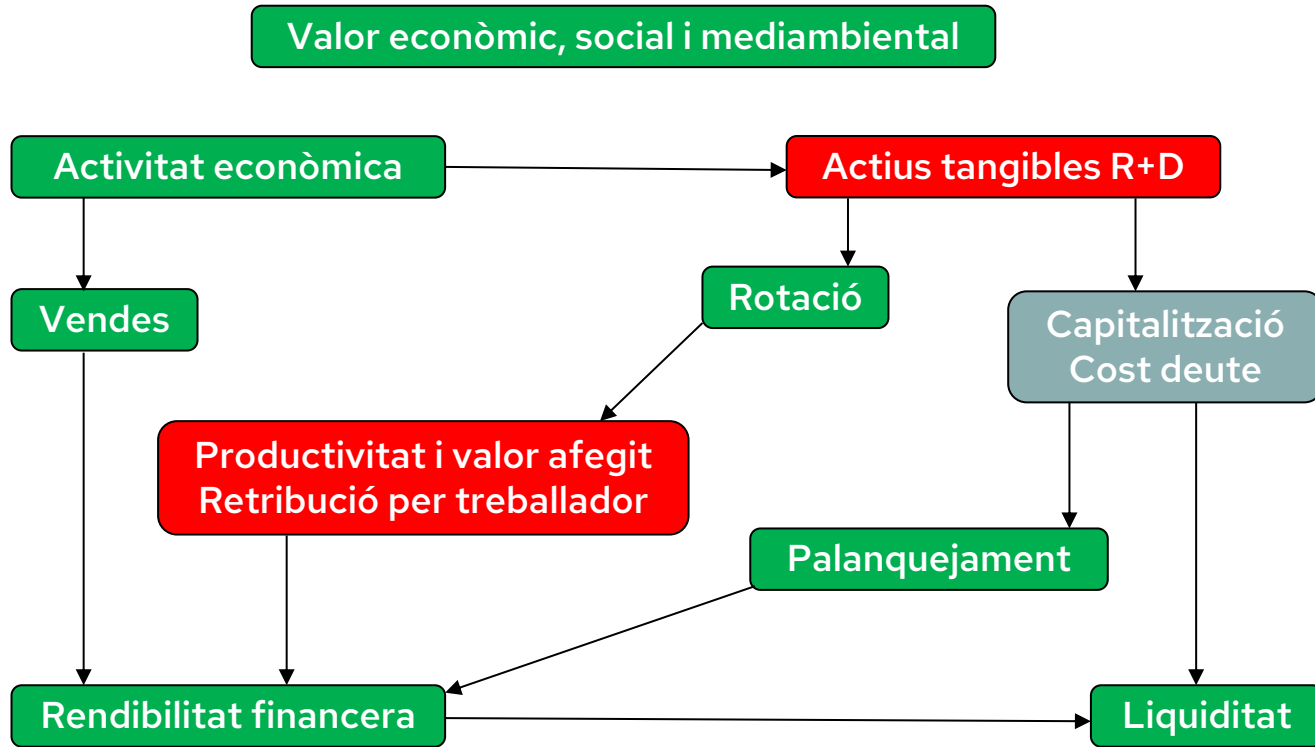 Valor econòmic, social i mediambiental
Activitat econòmica
Actius tangibles R+D
Vendes
Rotació
Capitalització
Cost deute
Productivitat i valor afegit
Retribució per treballador
Palanquejament
Rendibilitat financera
Liquiditat